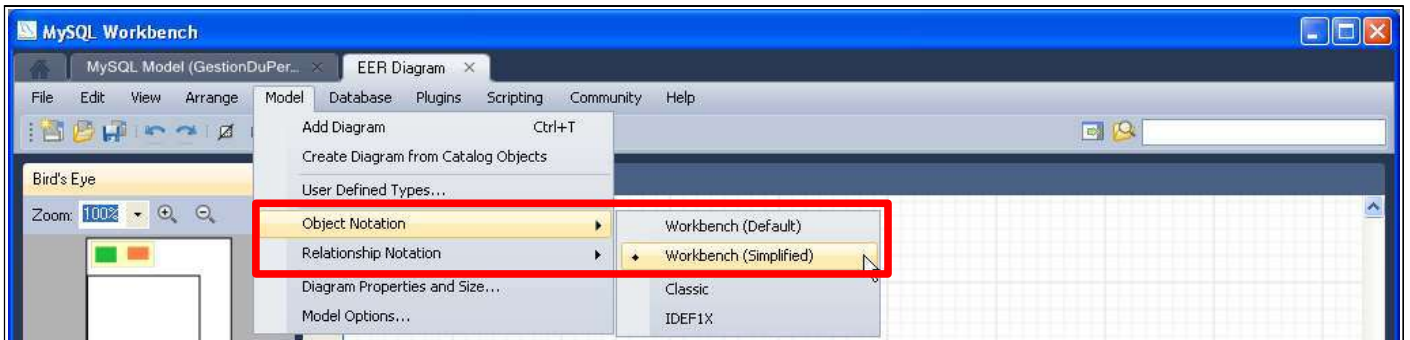 MySQL Workbench
MySQL Model (GestionDuPer... EER Diagram
File Edit View Arrange Model Database Plugins Scripting Community Help
Add Diagram Ctrl+T
Create Diagram from Catalog Objects
Bird's Eye
User Defined Types...
Zoom: 100%
Object Notation Workbench (Default)
Relationship Notation Workbench (Simplified)
Diagram Properties and Size... Classic
Model Options... IDEF1X